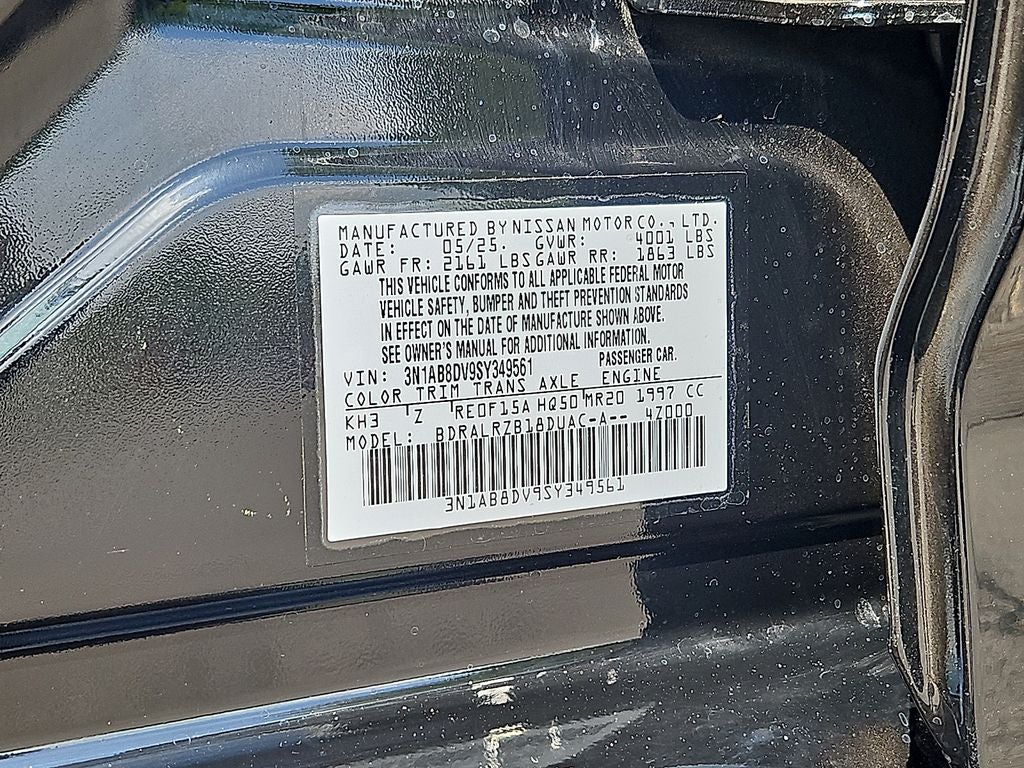 MANUFACTURED BY NISSAN MOTOR CO., LTD.
DATE: 05/25. GVWR: 4001 LBS
GAWR FR: 2161 LBS GAWR RR: 1863 LBS
THIS VEHICLE CONFORMS TO ALL APPLICABLE FEDERAL MOTOR
VEHICLE SAFETY, BUMPER AND THEFT PREVENTION STANDARDS
IN EFFECT ON THE DATE OF MANUFACTURE SHOWN ABOVE.
SEE OWNER'S MANUAL FOR ADDITIONAL INFORMATION.
VIN: 3N1AB8DV9SY349561 PASSENGER CAR.
COLOR TRIM TRANS AXLE ENGINE
KH3 Z RE0F15A HQ50 MR20 1997 CC
MODEL: BDRALRZB18DUAC-A-- 4Z000
3N1AB8DV9SY349561